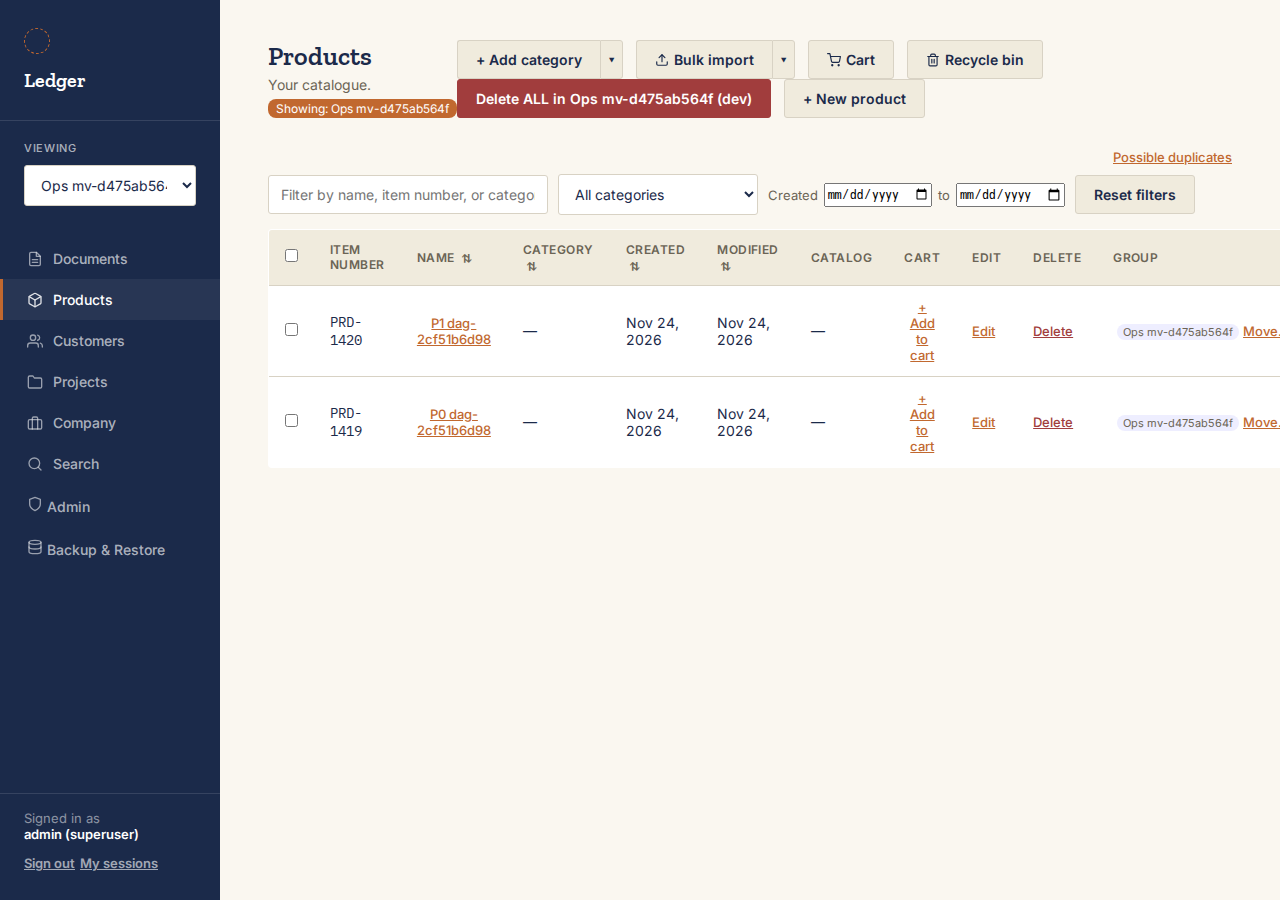 Ledger
VIEWING
Ops mv-d475ab56
Documents
Products
Customers
Projects
Company
Search
Admin
Backup & Restore
Signed in as
admin (superuser)
Sign out My sessions
Products
Your catalogue.
Showing: Ops mv-d475ab564f
+ Add category ▾
Bulk import ▾
Cart
Recycle bin
Delete ALL in Ops mv-d475ab564f (dev)
+ New product
Possible duplicates
Filter by name, item number, or catego
All categories
Created mm/dd/yyyy to mm/dd/yyyy
Reset filters
ITEM NUMBER NAME ⇅ CATEGORY ⇅ CREATED ⇅ MODIFIED ⇅ CATALOG CART EDIT DELETE GROUP
PRD-1420 P1 dag-2cf51b6d98 — Nov 24, 2026 Nov 24, 2026 — + Add to cart Edit Delete Ops mv-d475ab564f Move.
PRD-1419 P0 dag-2cf51b6d98 — Nov 24, 2026 Nov 24, 2026 — + Add to cart Edit Delete Ops mv-d475ab564f Move.